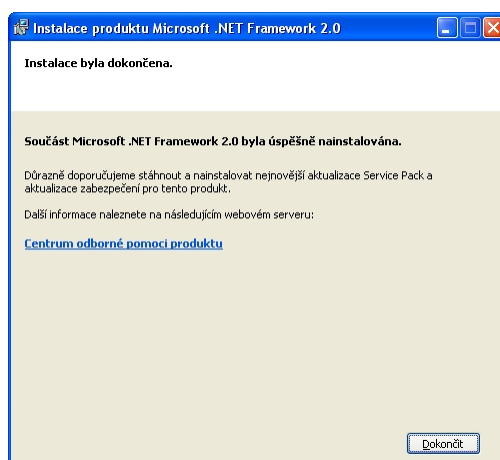 Instalace produktu Microsoft .NET Framework 2.0
Instalace byla dokončena.
Součást Microsoft .NET Framework 2.0 byla úspěšně nainstalována.
Důrazně doporučujeme stáhnout a nainstalovat nejnovější aktualizace Service Pack a
aktualizace zabezpečení pro tento produkt.
Další informace naleznete na následujícím webovém serveru:
Centrum odborné pomoci produktu
Dokončit